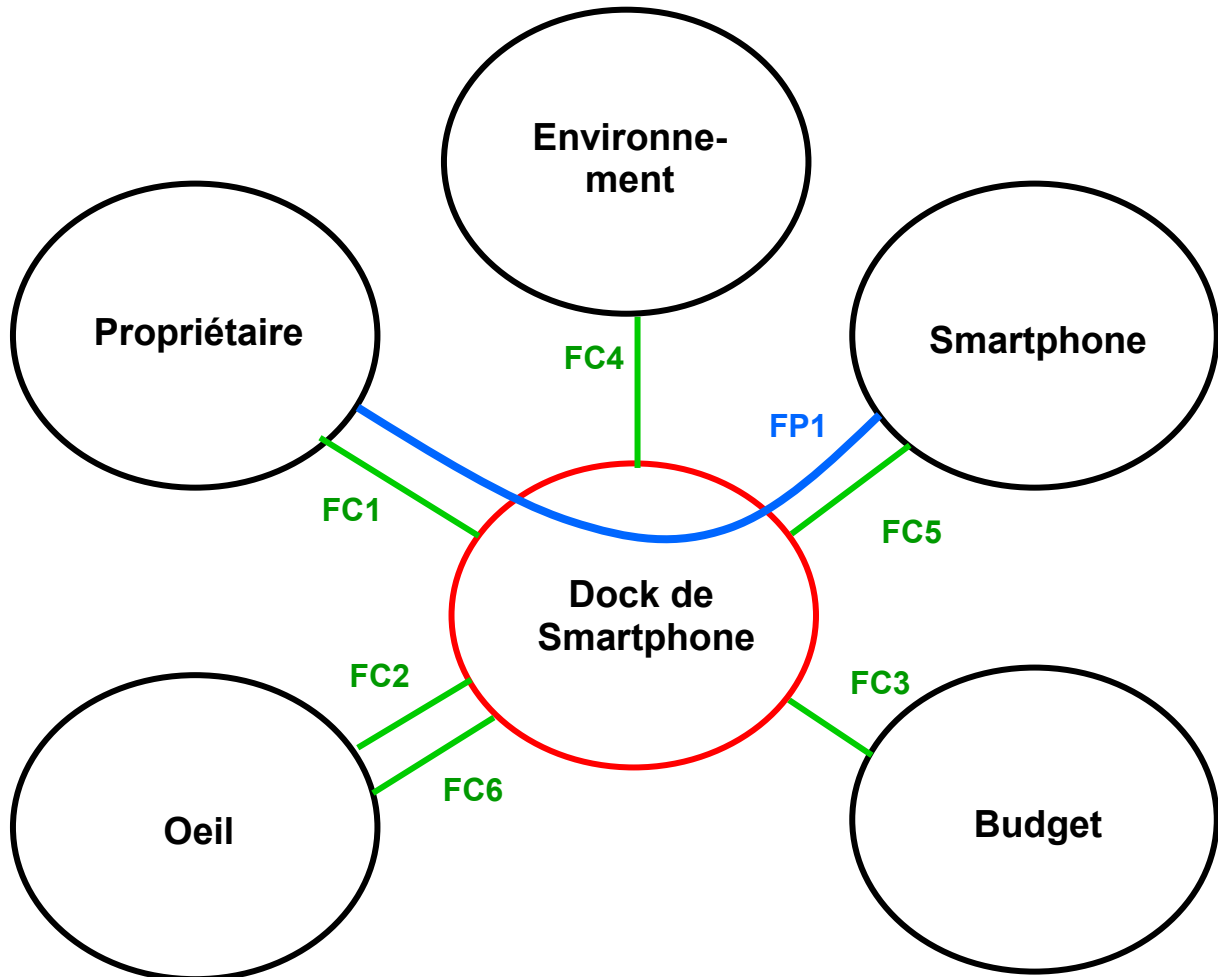 Environne-
ment
Propriétaire
Smartphone
FC4
FP1
FC1
FC5
Dock de
Smartphone
FC2
FC3
FC6
Oeil
Budget